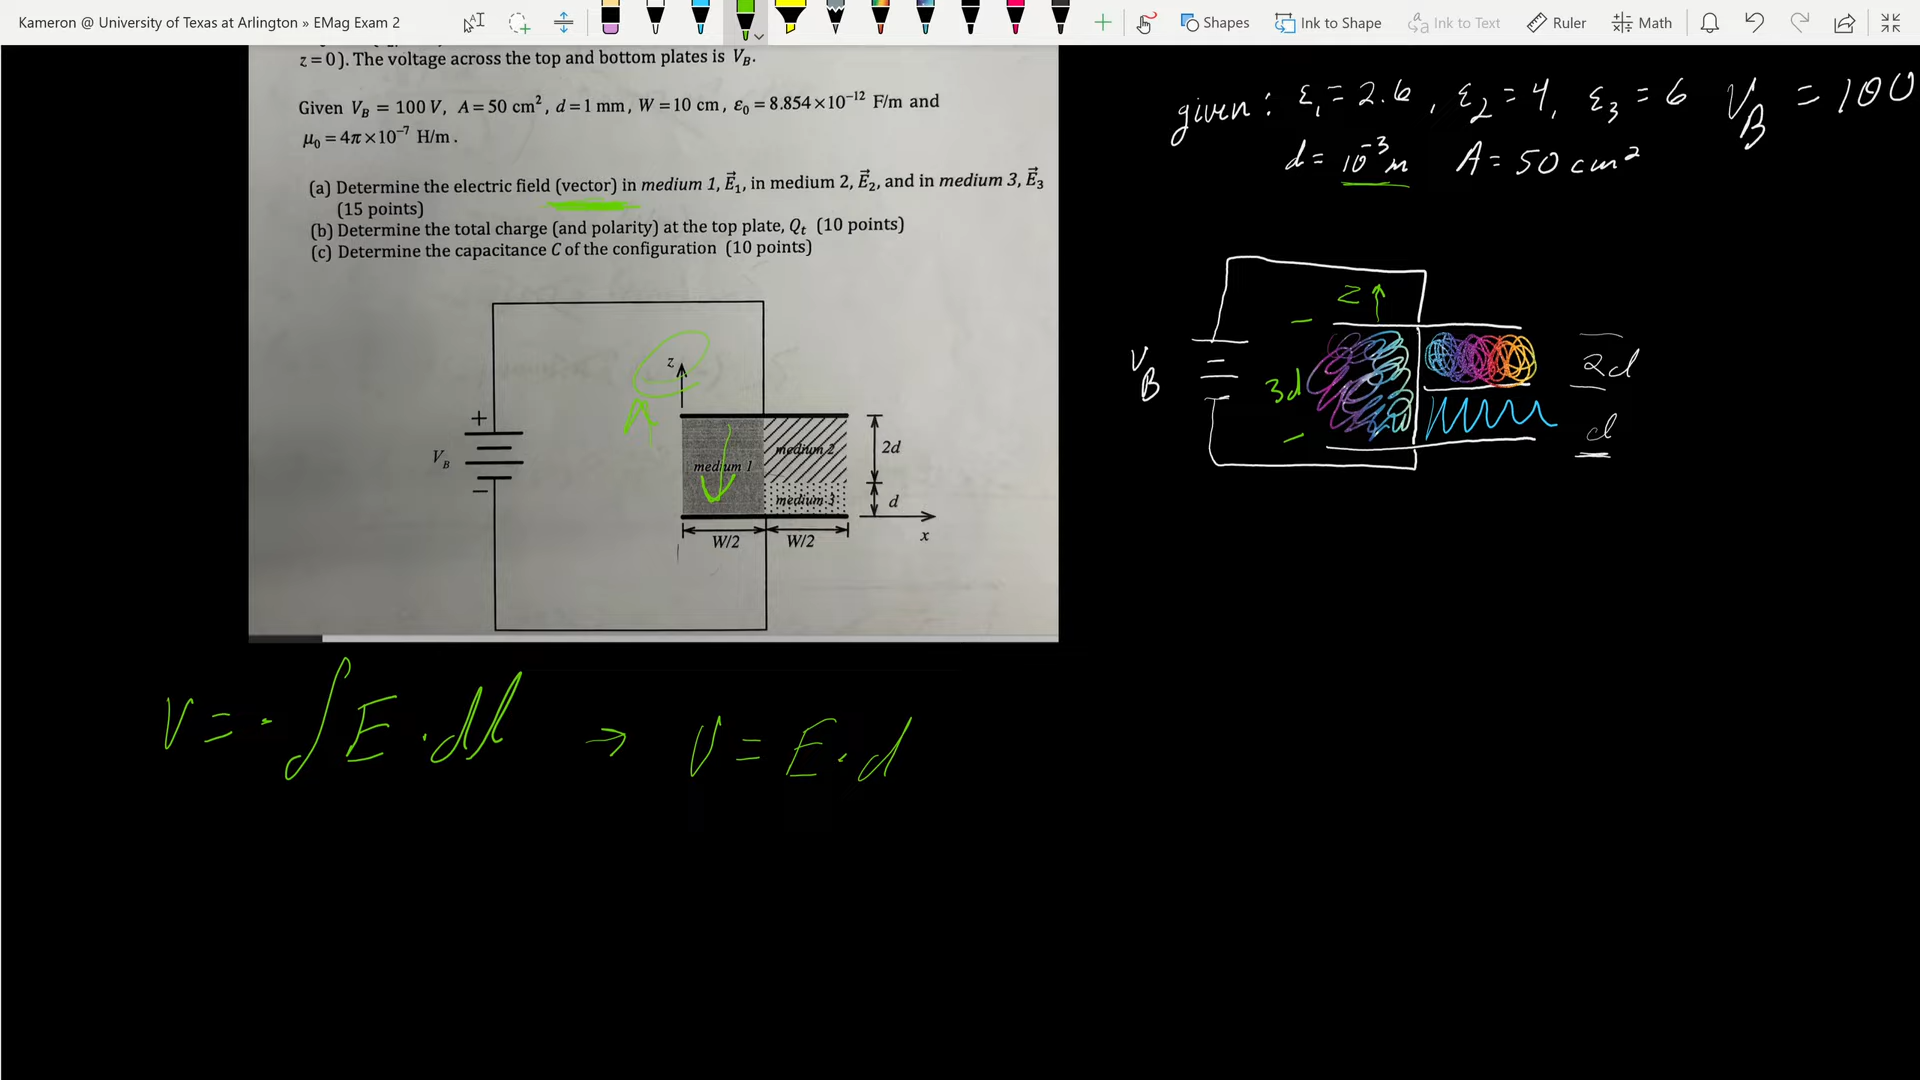 Kameron @ University of Texas at Arlington » EMag Exam 2
Shapes
Ink to Shape
Ink to Text
Ruler
Math
z = 0). The voltage across the top and bottom plates is V_B.
Given V_B = 100 V, A = 50 cm², d = 1 mm, W = 10 cm, ε₀ = 8.854×10⁻¹² F/m and
μ₀ = 4π×10⁻⁷ H/m.
(a) Determine the electric field (vector) in medium 1, E⃗₁, in medium 2, E⃗₂, and in medium 3, E⃗₃
(15 points)
(b) Determine the total charge (and polarity) at the top plate, Q_t (10 points)
(c) Determine the capacitance C of the configuration (10 points)
z
+
V_B
−
medium 1
medium 2
medium 3
2d
d
W/2
W/2
x
given: ε₁ = 2.6, ε₂ = 4, ε₃ = 6 V_B = 100
d = 10⁻³ m A = 50 cm²
z
V_B
3d
2d
d
V = - ∫ E · dl → V = E · d